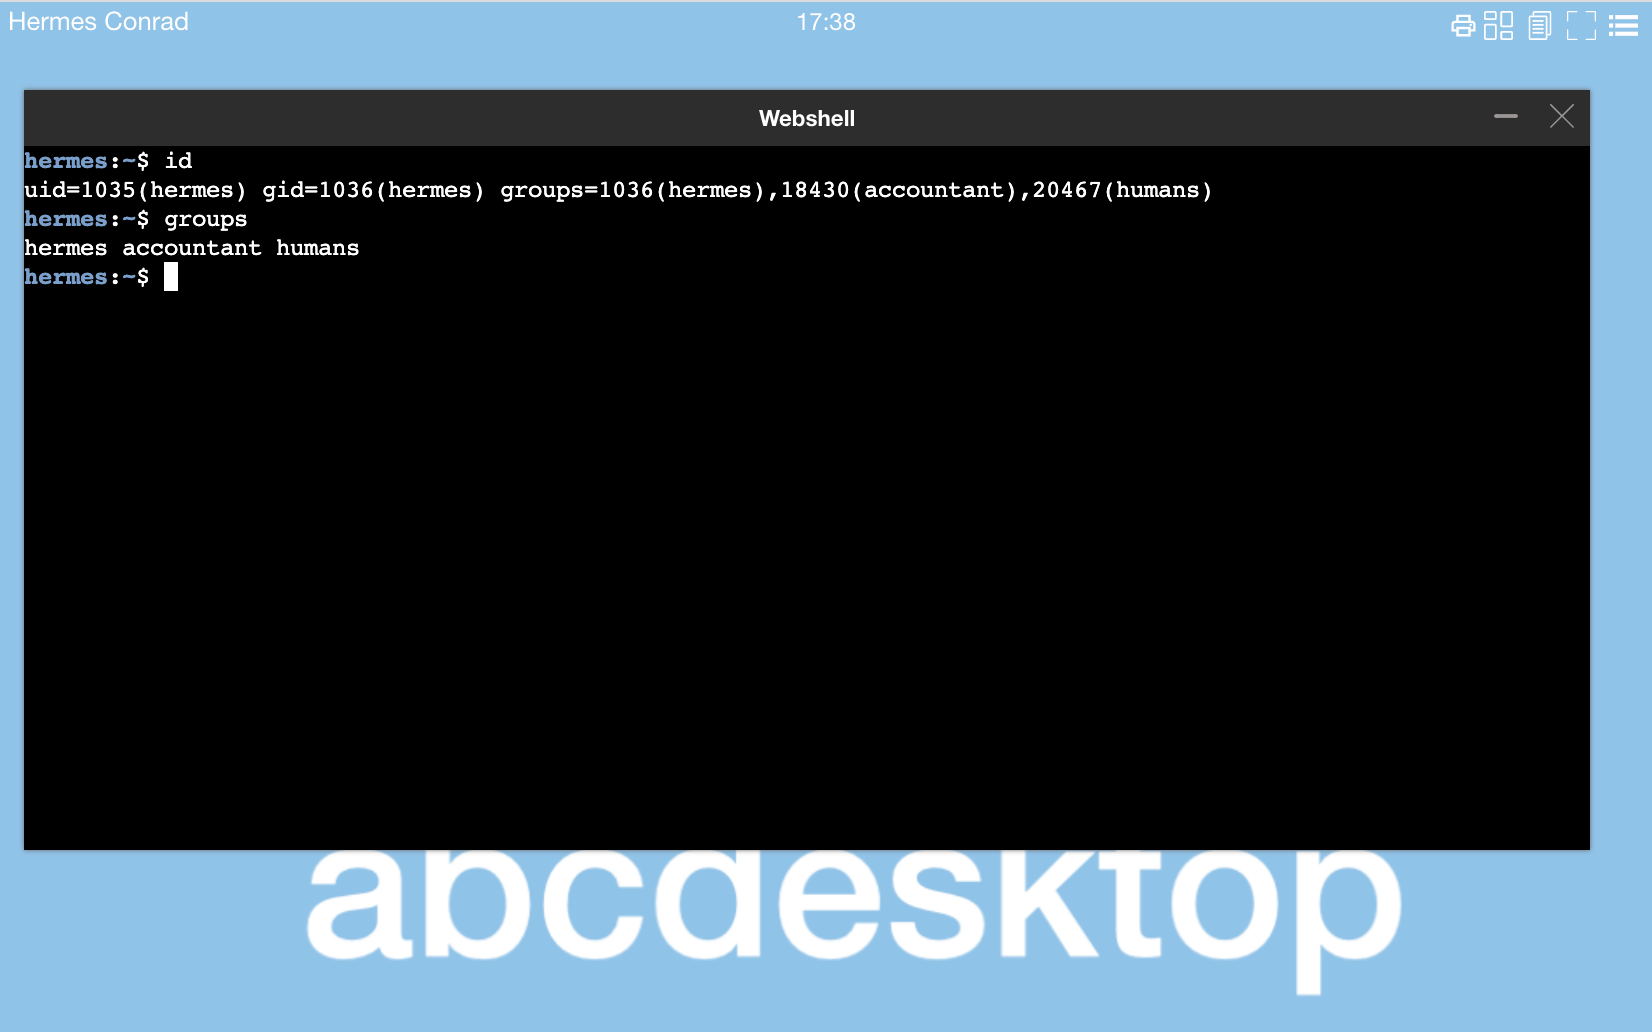 Hermes Conrad
17:38
Webshell
hermes:~$ id
uid=1035(hermes) gid=1036(hermes) groups=1036(hermes),18430(accountant),20467(humans)
hermes:~$ groups
hermes accountant humans
hermes:~$
abcdesktop